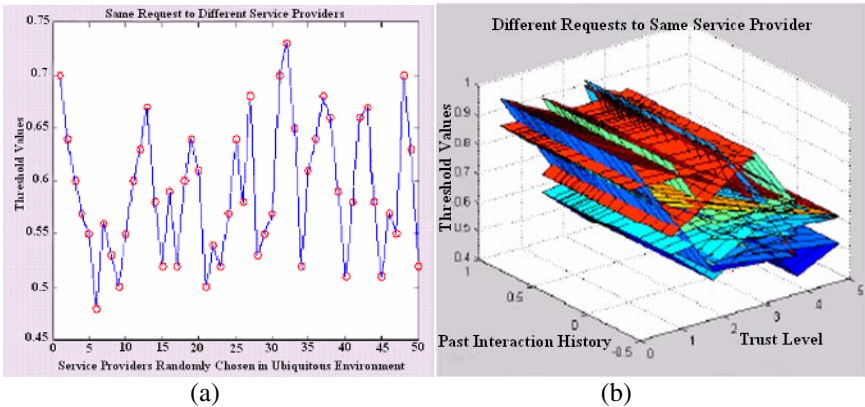 Same Request to Different Service Providers
0.75
0.7
0.65
0.6
0.55
0.5
0.45
Threshold Values
0 5 10 15 20 25 30 35 40 45 50
Service Providers Randomly Chosen in Ubiquitous Environment
(a)
Different Requests to Same Service Provider
1
0.9
0.8
0.7
0.6
0.5
0.4
Threshold Values
1
0.5
0
-0.5
Past Interaction History
0 1 2 3 4 5
Trust Level
(b)